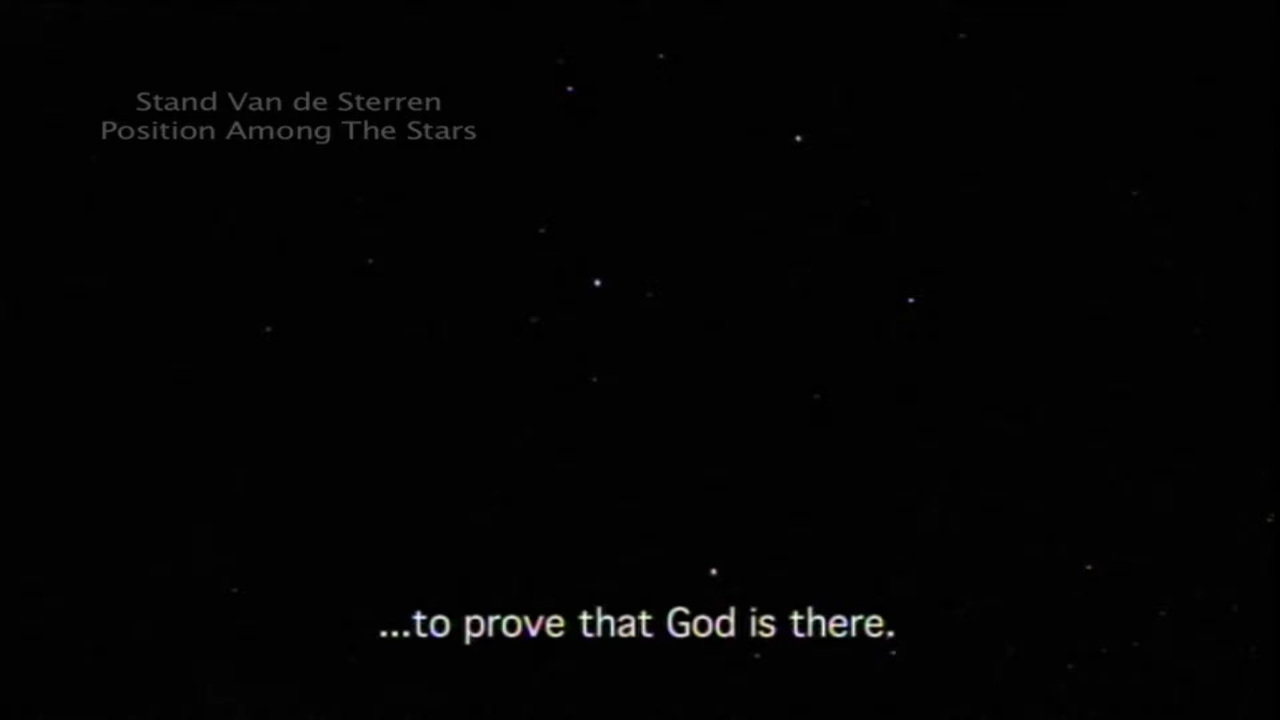 Stand Van de Sterren
Position Among The Stars
...to prove that God is there.